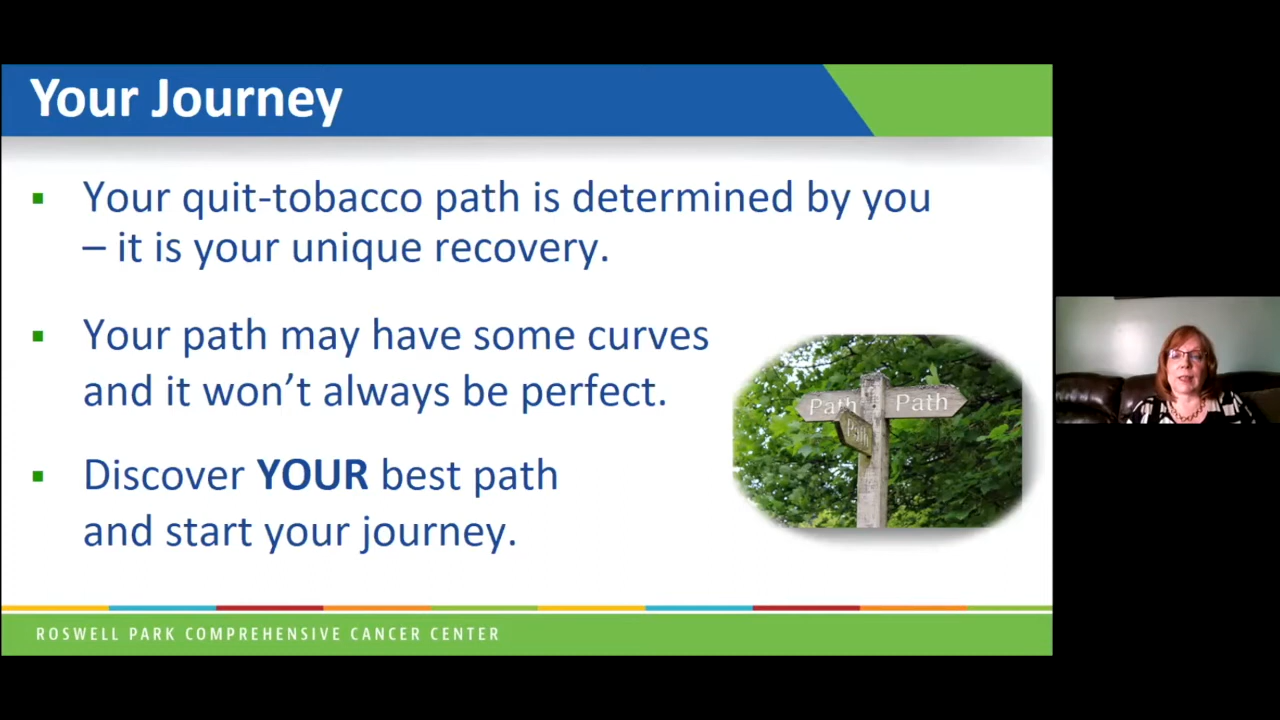 Your Journey
▪ Your quit-tobacco path is determined by you
– it is your unique recovery.
▪ Your path may have some curves
and it won’t always be perfect.
Path
Path
Path
▪ Discover YOUR best path
and start your journey.
ROSWELL PARK COMPREHENSIVE CANCER CENTER